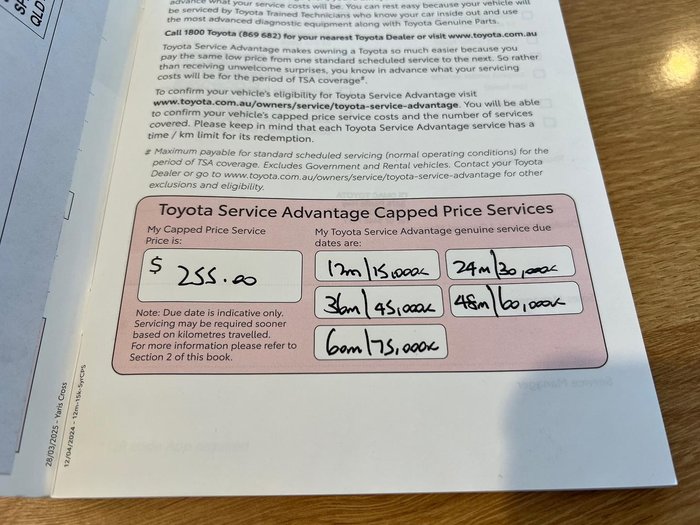 SF
QLD
advance what your service costs will be. You can rest easy because your vehicle will
be serviced by Toyota Trained Technicians who know your car inside out and use
the most advanced diagnostic equipment along with Toyota Genuine Parts.
Call 1800 Toyota (869 682) for your nearest Toyota Dealer or visit www.toyota.com.au
Toyota Service Advantage makes owning a Toyota so much easier because you
pay the same low price from one standard scheduled service to the next. So rather
than receiving unwelcome surprises, you know in advance what your servicing
costs will be for the period of TSA coverage#.
To confirm your vehicle's eligibility for Toyota Service Advantage visit
www.toyota.com.au/owners/service/toyota-service-advantage. You will be able
to confirm your vehicle's capped price service costs and the number of services
covered. Please keep in mind that each Toyota Service Advantage service has a
time / km limit for its redemption.
# Maximum payable for standard scheduled servicing (normal operating conditions) for the
period of TSA coverage. Excludes Government and Rental vehicles. Contact your Toyota
Dealer or go to www.toyota.com.au/owners/service/toyota-service-advantage for other
exclusions and eligibility.
Toyota Service Advantage Capped Price Services
My Capped Price Service
Price is:
$ 255.00
Note: Due date is indicative only.
Servicing may be required sooner
based on kilometres travelled.
For more information please refer to
Section 2 of this book.
My Toyota Service Advantage genuine service due
dates are:
12m/15,000k
24m/30,000k
36m/45,000k
48m/60,000k
60m/75,000k
28/03/2025 - Yaris Cross
12/04/2024 - 12m-15k-5yrCPS